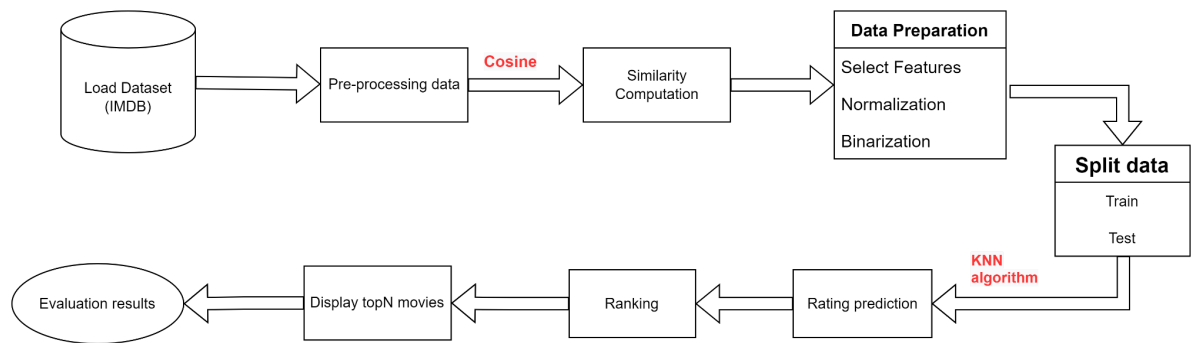 Load Dataset
(IMDB)
Pre-processing data
Cosine
Similarity
Computation
Data Preparation
Select Features
Normalization
Binarization
Split data
Train
Test
KNN
algorithm
Rating prediction
Ranking
Display topN movies
Evaluation results